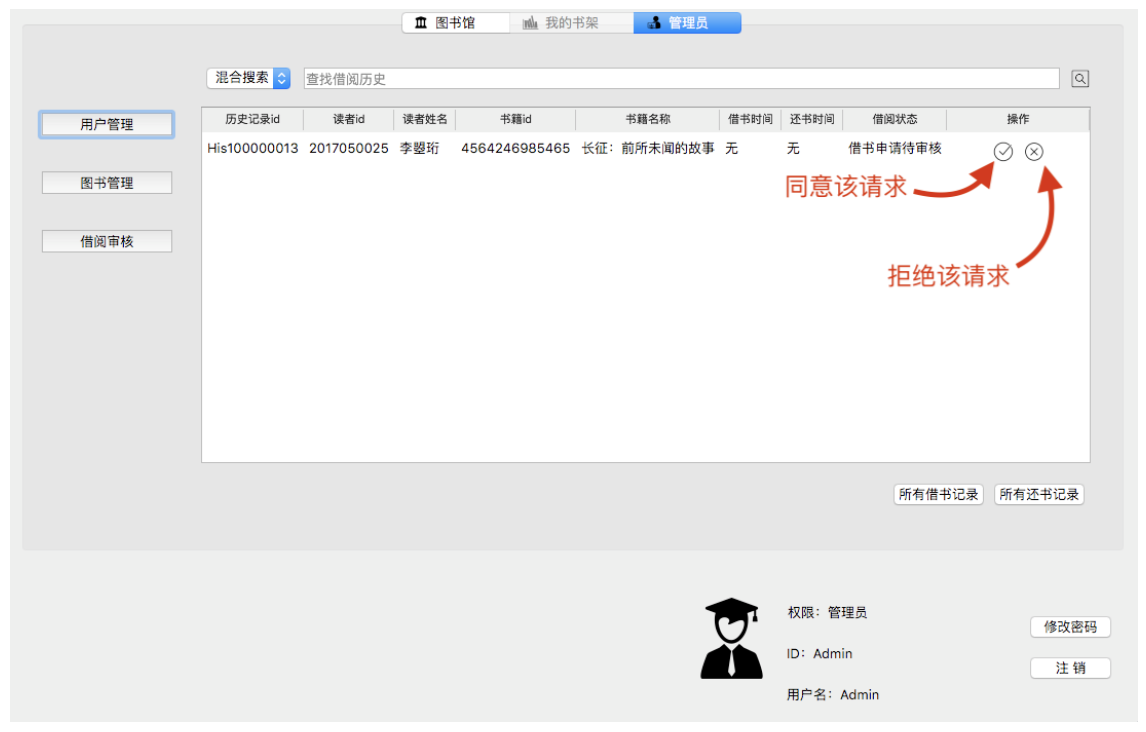 图书馆 我的书架 管理员
混合搜索 查找借阅历史
用户管理
图书管理
借阅审核
历史记录id 读者id 读者姓名 书籍id 书籍名称 借书时间 还书时间 借阅状态 操作
His100000013 2017050025 李曌珩 4564246985465 长征：前所未闻的故事 无 无 借书申请待审核
同意该请求
拒绝该请求
所有借书记录 所有还书记录
权限：管理员
修改密码
ID：Admin
注 销
用户名：Admin